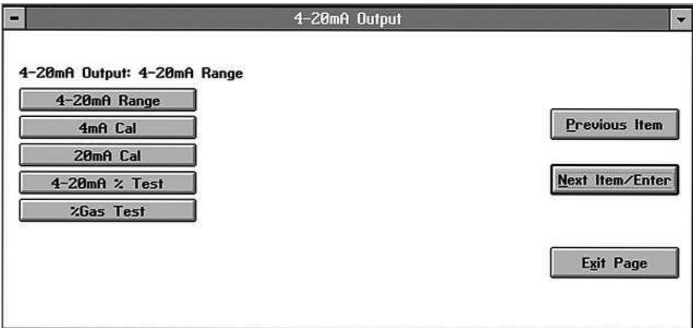 4-20mA Output
4-20mA Output: 4-20mA Range
4-20mA Range
4mA Cal
20mA Cal
4-20mA % Test
%Gas Test
Previous Item
Next Item/Enter
Exit Page